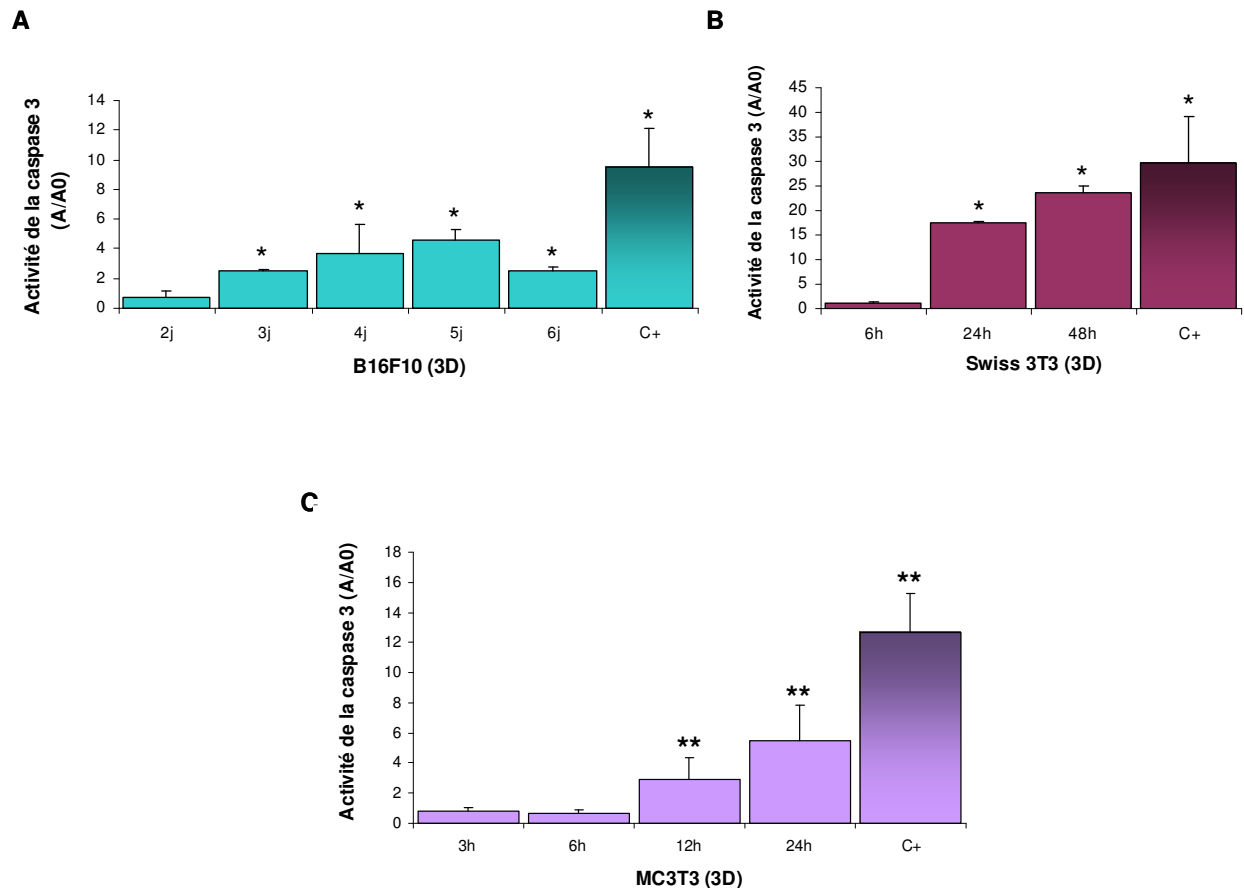 A
Activité de la caspase 3
(A/A0)
14
12
10
8
6
4
2
0
*
*
*
*
*
2j
3j
4j
5j
6j
C+
B16F10 (3D)
B
Activité de la caspase 3 (A/A0)
45
40
35
30
25
20
15
10
5
0
*
*
*
6h
24h
48h
C+
Swiss 3T3 (3D)
C
Activité de la caspase 3 (A/A0)
18
16
14
12
10
8
6
4
2
0
**
**
**
3h
6h
12h
24h
C+
MC3T3 (3D)